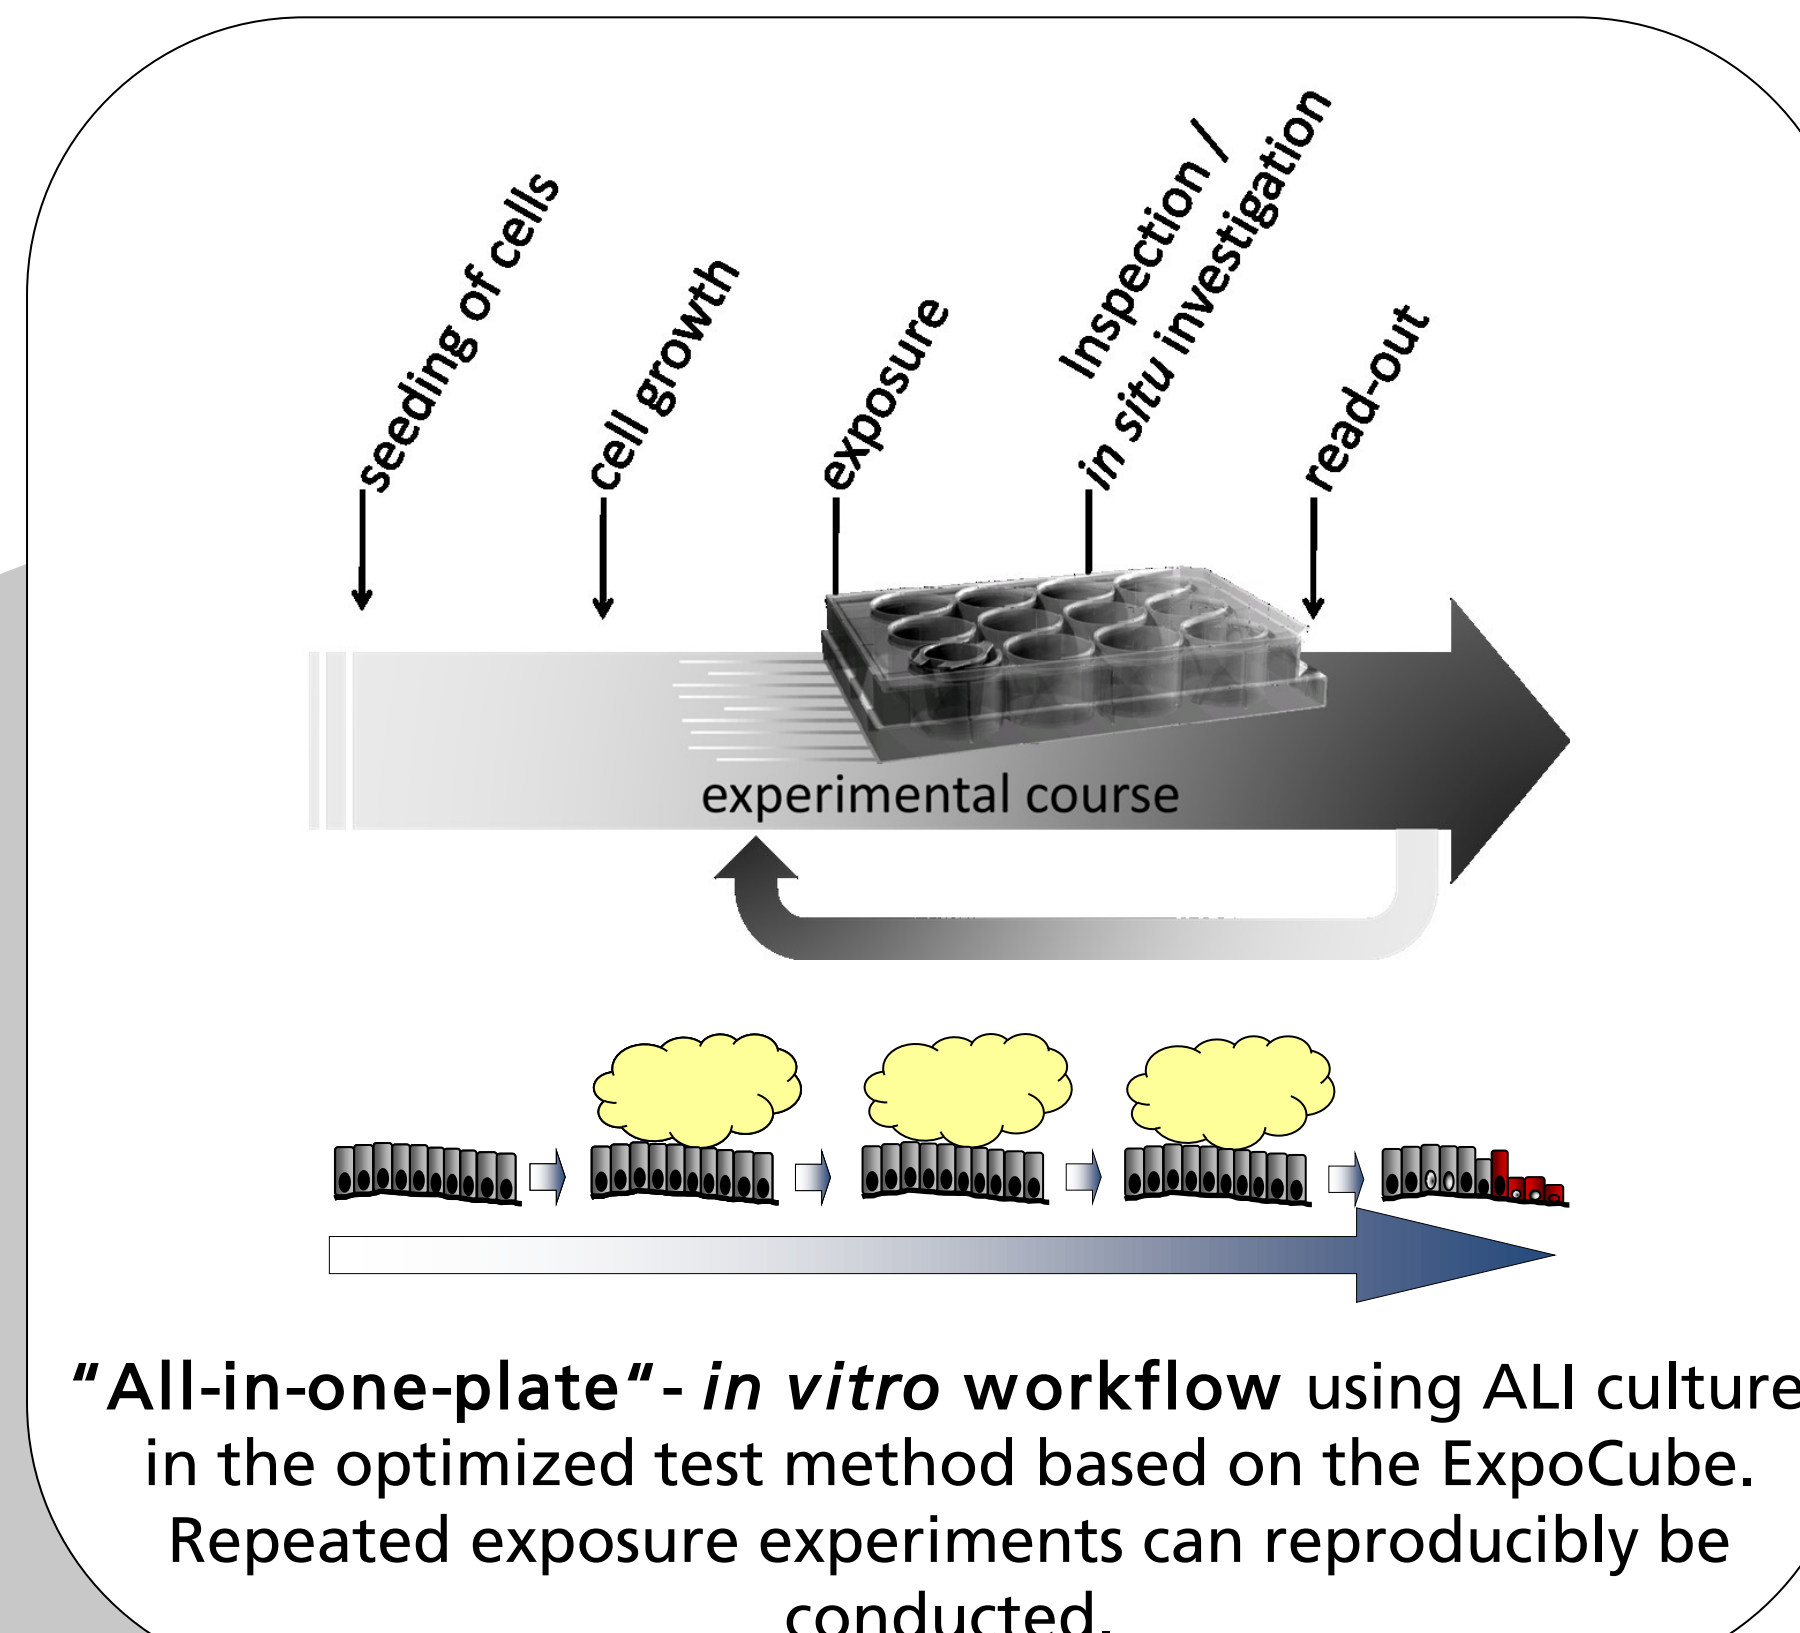 seeding of cells
cell growth
exposure
Inspection /
in situ investigation
read-out
experimental course
"All-in-one-plate"- in vitro workflow using ALI culture
in the optimized test method based on the ExpoCube.
Repeated exposure experiments can reproducibly be
conducted.